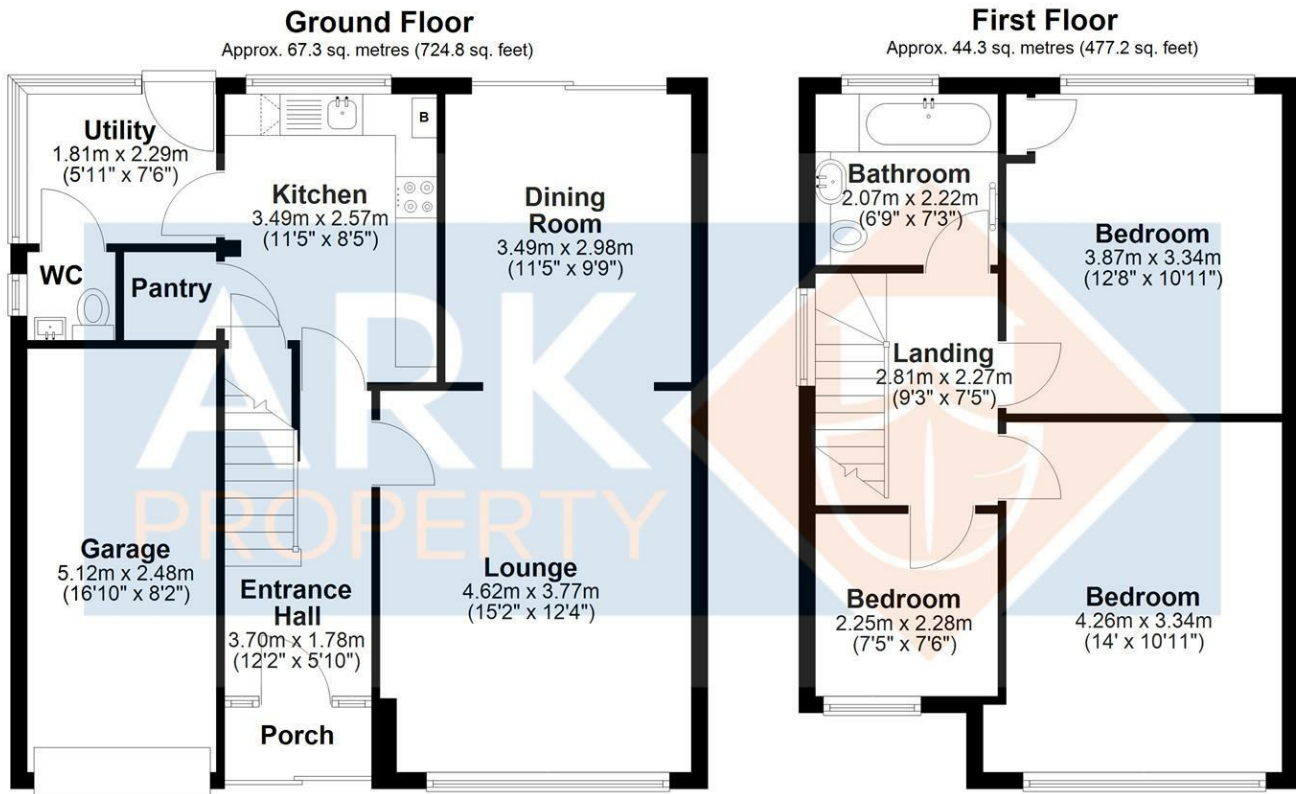 Ground Floor
Approx. 67.3 sq. metres (724.8 sq. feet)
Utility
1.81m x 2.29m
(5'11" x 7'6")
Kitchen
3.49m x 2.57m
(11'5" x 8'5")
B
Dining
Room
3.49m x 2.98m
(11'5" x 9'9")
WC
Pantry
Garage
5.12m x 2.48m
(16'10" x 8'2")
Entrance
Hall
3.70m x 1.78m
(12'2" x 5'10")
Lounge
4.62m x 3.77m
(15'2" x 12'4")
Porch
First Floor
Approx. 44.3 sq. metres (477.2 sq. feet)
Bathroom
2.07m x 2.22m
(6'9" x 7'3")
Bedroom
3.87m x 3.34m
(12'8" x 10'11")
Landing
2.81m x 2.27m
(9'3" x 7'5")
Bedroom
2.25m x 2.28m
(7'5" x 7'6")
Bedroom
4.26m x 3.34m
(14' x 10'11")
ARK
PROPERTY